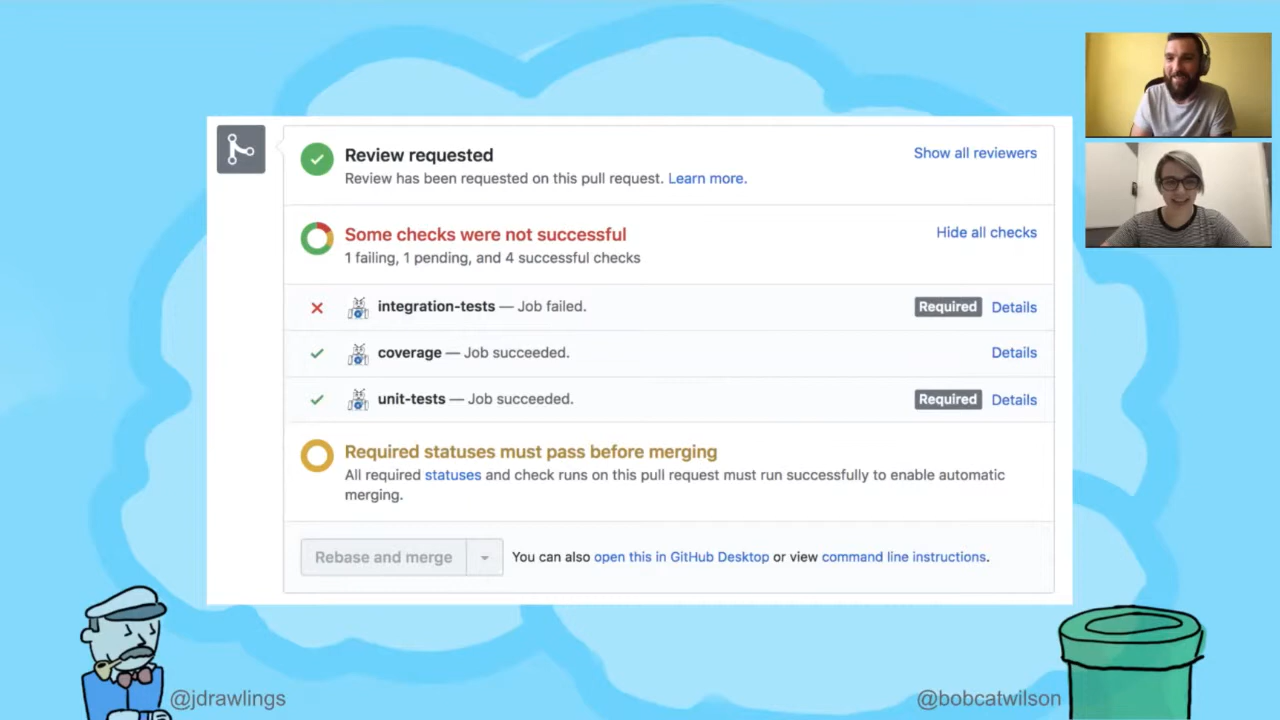 Review requested
Show all reviewers
Review has been requested on this pull request. Learn more.
Some checks were not successful
Hide all checks
1 failing, 1 pending, and 4 successful checks
integration-tests — Job failed.
Required
Details
coverage — Job succeeded.
Details
unit-tests — Job succeeded.
Required
Details
Required statuses must pass before merging
All required statuses and check runs on this pull request must run successfully to enable automatic
merging.
Rebase and merge
You can also open this in GitHub Desktop or view command line instructions.
@jdrawlings
@bobcatwilson